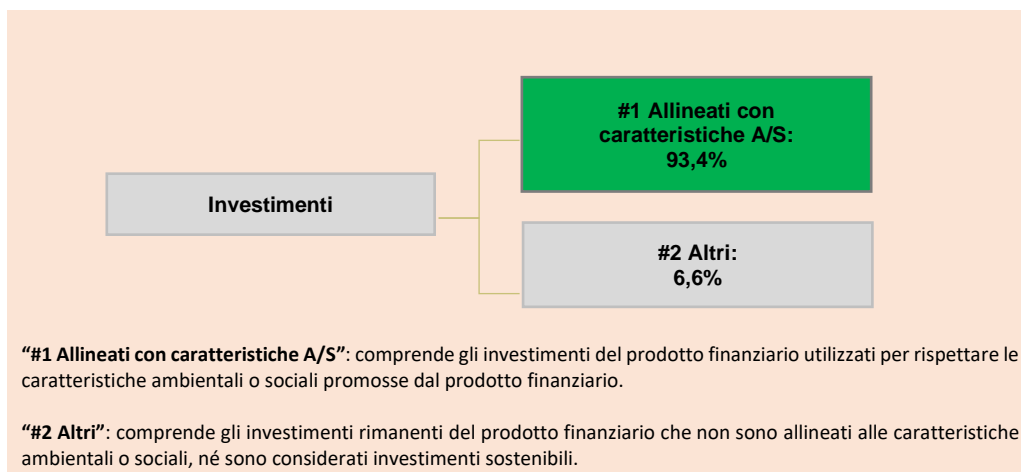 #1 Allineati con
caratteristiche A/S:
93,4%
Investimenti
#2 Altri:
6,6%
“#1 Allineati con caratteristiche A/S”: comprende gli investimenti del prodotto finanziario utilizzati per rispettare le
caratteristiche ambientali o sociali promosse dal prodotto finanziario.
“#2 Altri”: comprende gli investimenti rimanenti del prodotto finanziario che non sono allineati alle caratteristiche
ambientali o sociali, né sono considerati investimenti sostenibili.